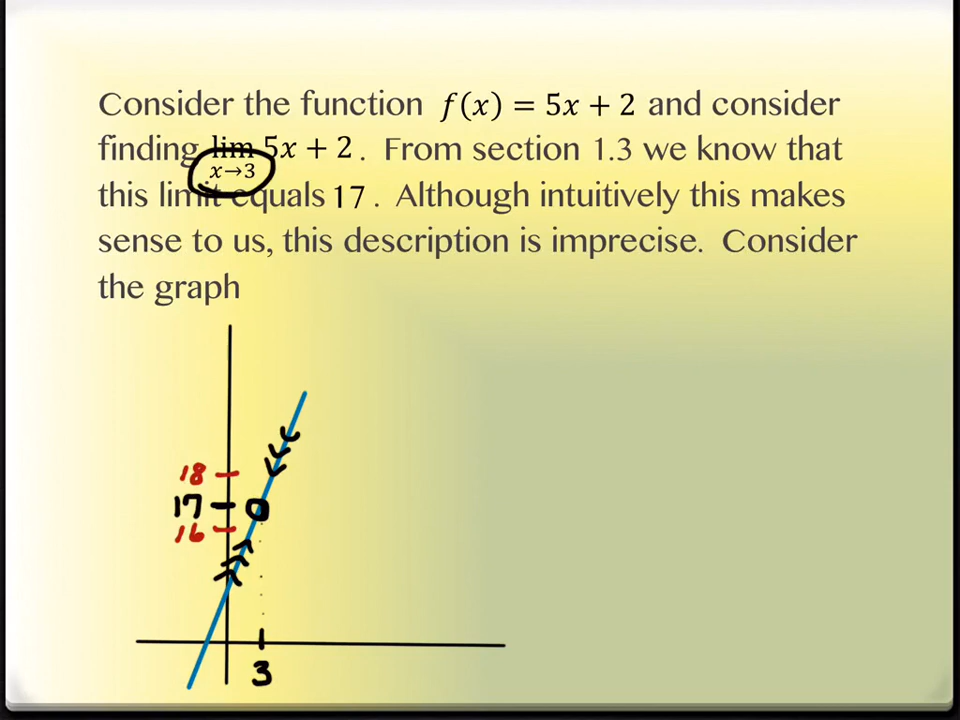 Consider the function f(x) = 5x + 2 and consider
finding lim x→3 5x + 2 . From section 1.3 we know that
this limit equals 17 . Although intuitively this makes
sense to us, this description is imprecise. Consider
the graph
18
17
16
3